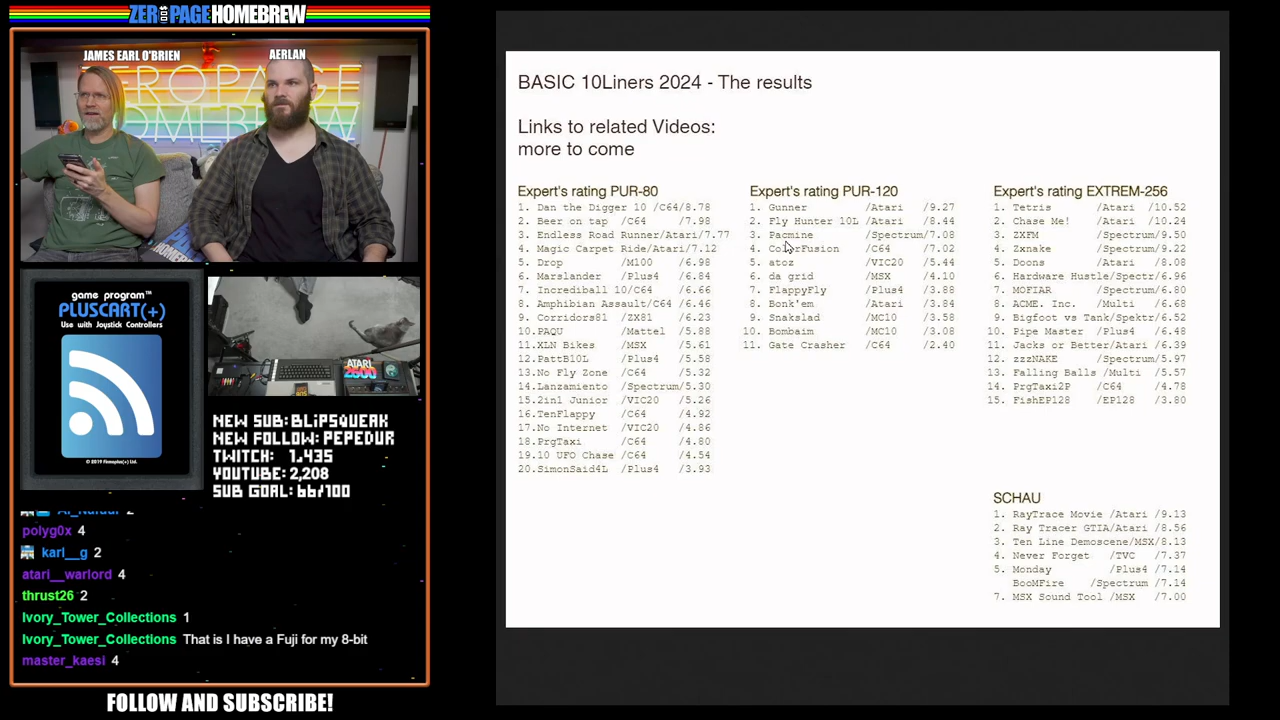 ZEROPAGE HOMEBREW
JAMES EARL O'BRIEN
AERLAN
ZEROPAGE
HOMEBREW
game program™
PLUSCART(+)
Use with Joystick Controllers
ATARI
2600
NEW SUB: BLIPSQUEAK
NEW FOLLOW: PEPEDUR
TWITCH: 1,435
YOUTUBE: 2,208
SUB GOAL: 66/100
polyg0x 4
karl__g 2
atari__warlord 4
thrust26 2
Ivory_Tower_Collections 1
Ivory_Tower_Collections That is I have a Fuji for my 8-bit
master_kaesi 4
FOLLOW AND SUBSCRIBE!
BASIC 10Liners 2024 - The results
Links to related Videos:
more to come
Expert's rating PUR-80
1. Dan the Digger 10 /C64/8.78
2. Beer on tap /C64 /7.98
3. Endless Road Runner/Atari/7.77
4. Magic Carpet Ride/Atari/7.12
5. Drop /M100 /6.98
6. Marslander /Plus4 /6.84
7. Incrediball 10/C64 /6.66
8. Amphibian Assault/C64 /6.46
9. Corridors81 /ZX81 /6.23
10.PAQU /Mattel /5.88
11.XLN Bikes /MSX /5.61
12.PattB10L /Plus4 /5.58
13.No Fly Zone /C64 /5.32
14.Lanzamiento /Spectrum/5.30
15.2in1 Junior /VIC20 /5.26
16.TenFlappy /C64 /4.92
17.No Internet /VIC20 /4.86
18.PrgTaxi /C64 /4.80
19.10 UFO Chase /C64 /4.54
20.SimonSaid4L /Plus4 /3.93
Expert's rating PUR-120
1. Gunner /Atari /9.27
2. Fly Hunter 10L /Atari /8.44
3. Pacmine /Spectrum/7.08
4. ColorFusion /C64 /7.02
5. atoz /VIC20 /5.44
6. da grid /MSX /4.10
7. FlappyFly /Plus4 /3.88
8. Bonk'em /Atari /3.84
9. Snakslad /MC10 /3.58
10. Bombaim /MC10 /3.08
11. Gate Crasher /C64 /2.40
Expert's rating EXTREM-256
1. Tetris /Atari /10.52
2. Chase Me! /Atari /10.24
3. ZXFM /Spectrum/9.50
4. Zxnake /Spectrum/9.22
5. Doons /Atari /8.08
6. Hardware Hustle/Spectr/6.96
7. MOFIAR /Spectrum/6.80
8. ACME. Inc. /Multi /6.68
9. Bigfoot vs Tank/Spektr/6.52
10. Pipe Master /Plus4 /6.48
11. Jacks or Better/Atari /6.39
12. zzzNAKE /Spectrum/5.97
13. Falling Balls /Multi /5.57
14. PrgTaxi2P /C64 /4.78
15. FishEP128 /EP128 /3.80
SCHAU
1. RayTrace Movie /Atari /9.13
2. Ray Tracer GTIA/Atari /8.56
3. Ten Line Demoscene/MSX/8.13
4. Never Forget /TVC /7.37
5. Monday /Plus4 /7.14
BooMFire /Spectrum /7.14
7. MSX Sound Tool /MSX /7.00